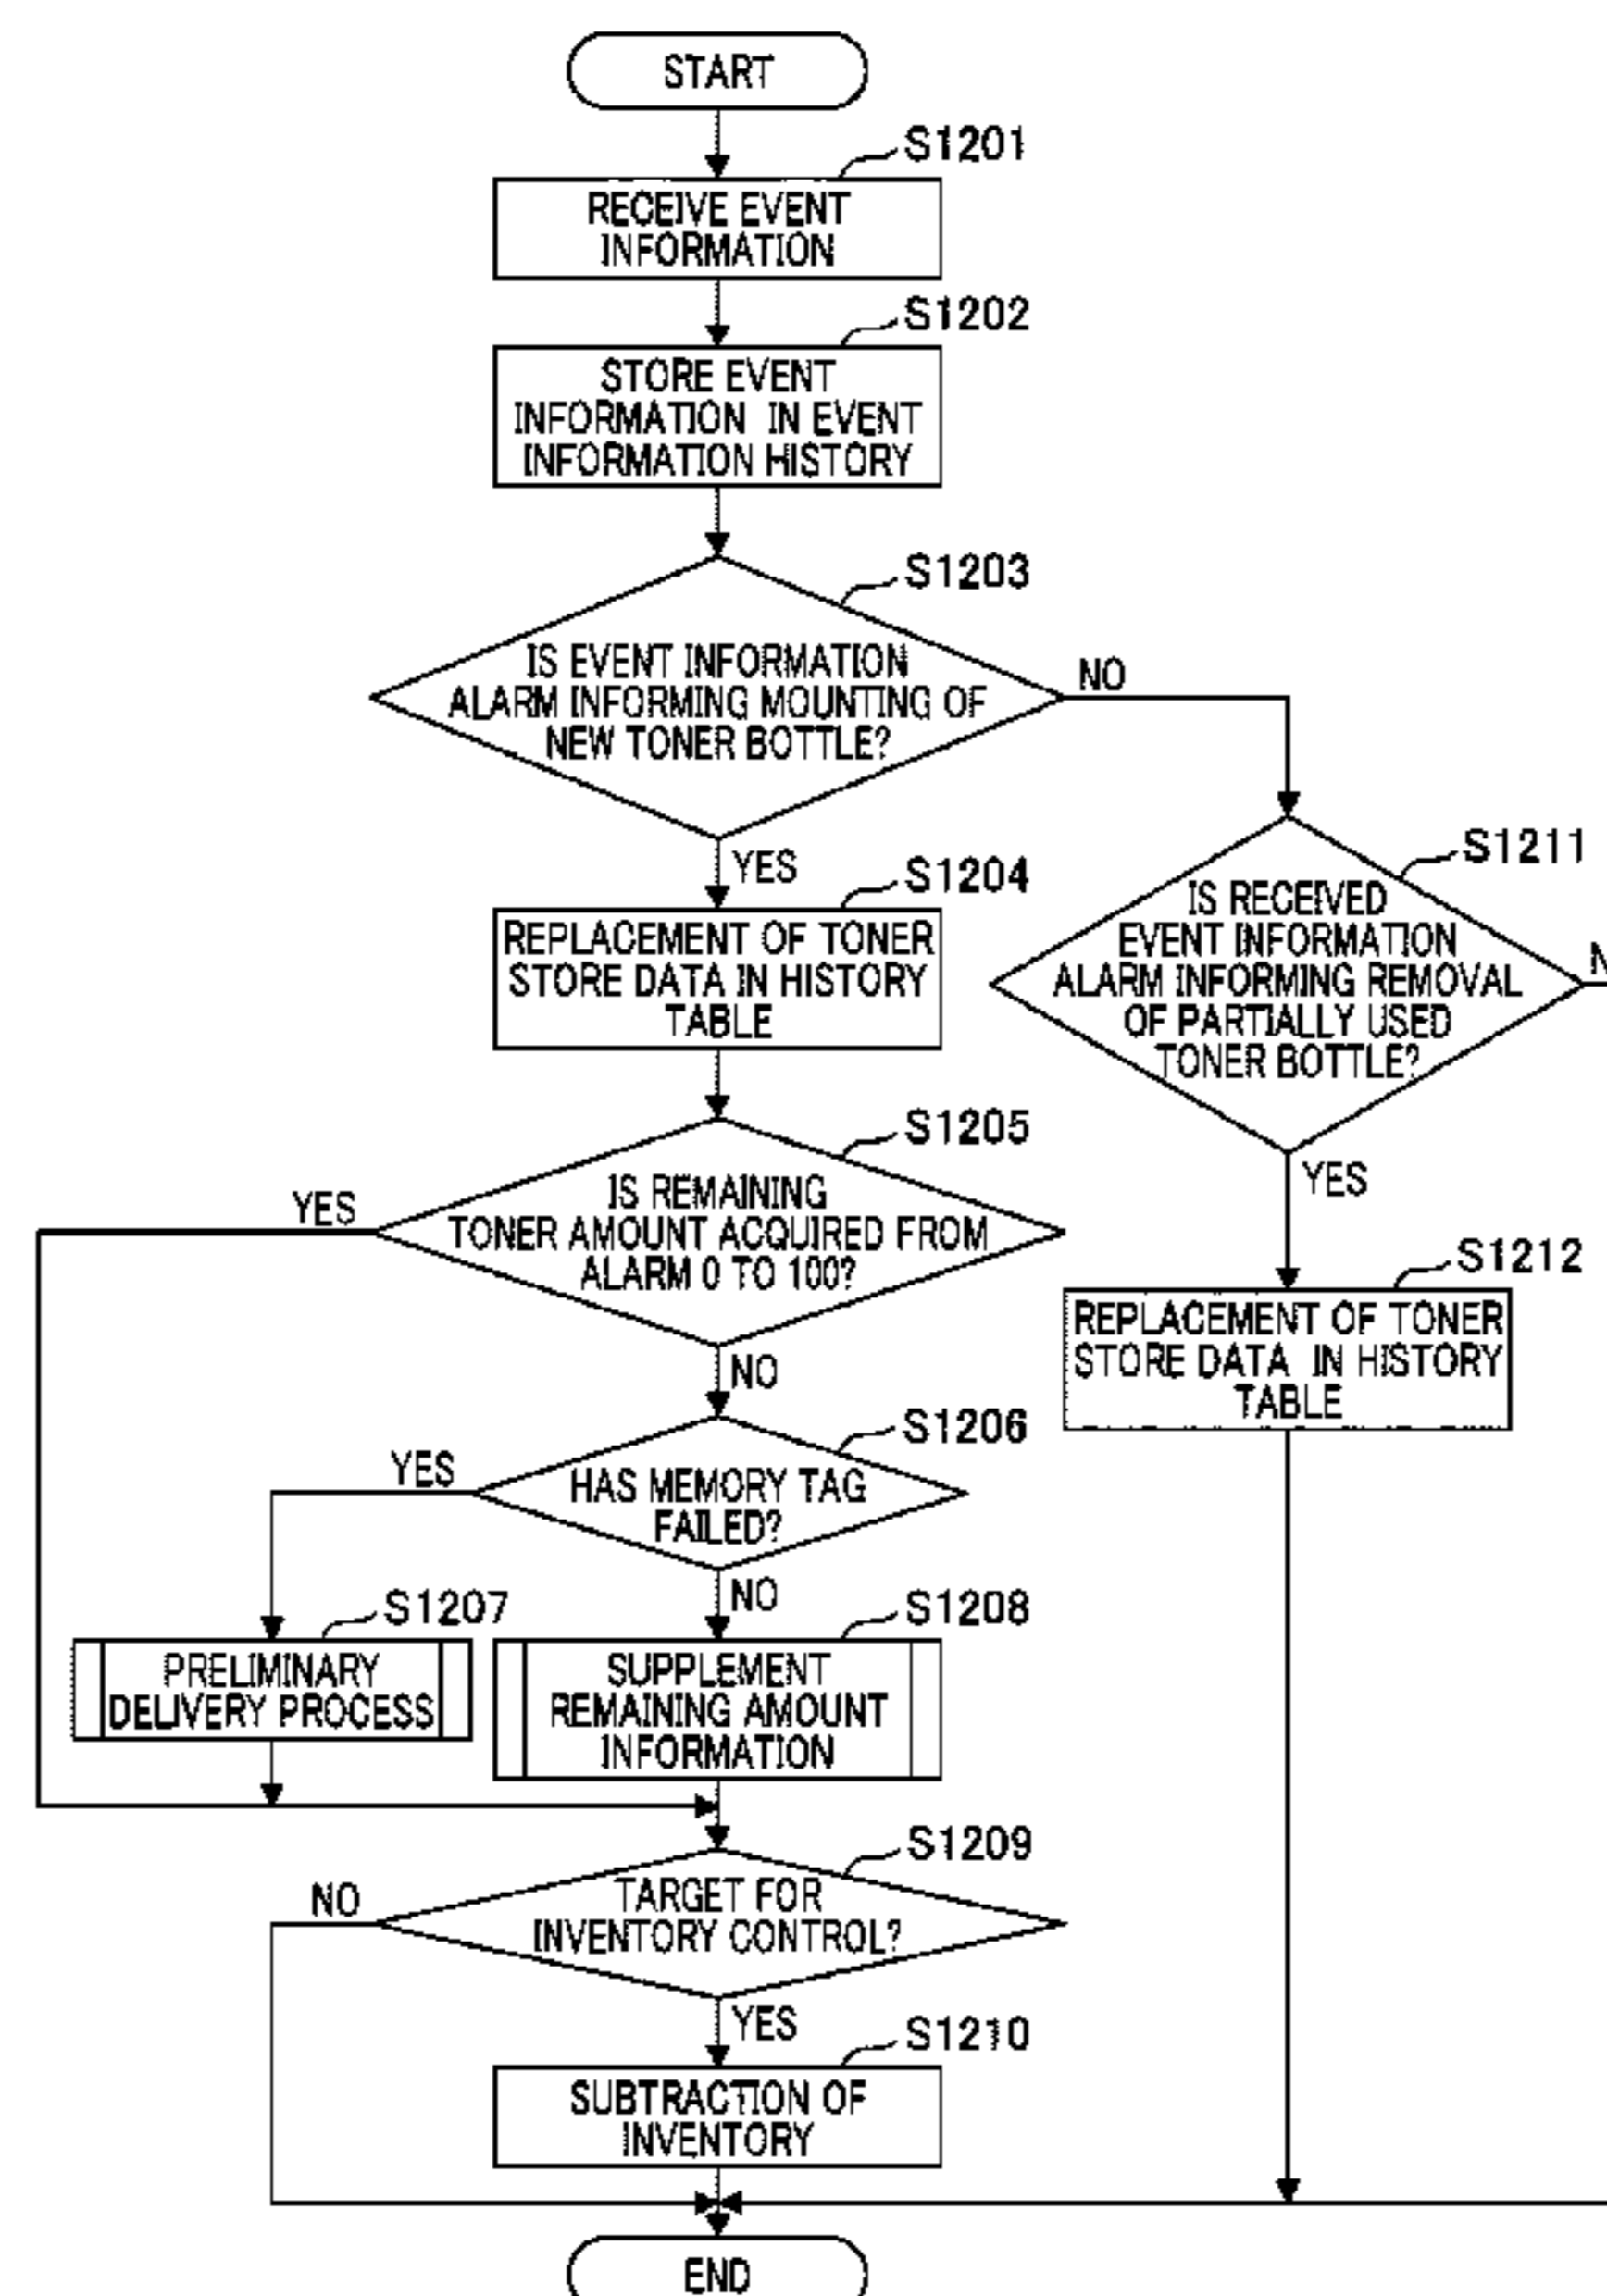 START
S1201
RECEIVE EVENT
INFORMATION
S1202
STORE EVENT
INFORMATION IN EVENT
INFORMATION HISTORY
S1203
IS EVENT INFORMATION
ALARM INFORMING MOUNTING OF
NEW TONER BOTTLE?
NO
YES
S1204
REPLACEMENT OF TONER
STORE DATA IN HISTORY
TABLE
S1211
IS RECEIVED
EVENT INFORMATION
ALARM INFORMING REMOVAL
OF PARTIALLY USED
TONER BOTTLE?
YES
S1205
IS REMAINING
TONER AMOUNT ACQUIRED FROM
ALARM 0 TO 100?
YES
NO
S1212
REPLACEMENT OF TONER
STORE DATA IN HISTORY
TABLE
S1206
HAS MEMORY TAG
FAILED?
YES
NO
S1207
PRELIMINARY
DELIVERY PROCESS
S1208
SUPPLEMENT
REMAINING AMOUNT
INFORMATION
S1209
TARGET FOR
INVENTORY CONTROL?
NO
YES
S1210
SUBTRACTION OF
INVENTORY
END